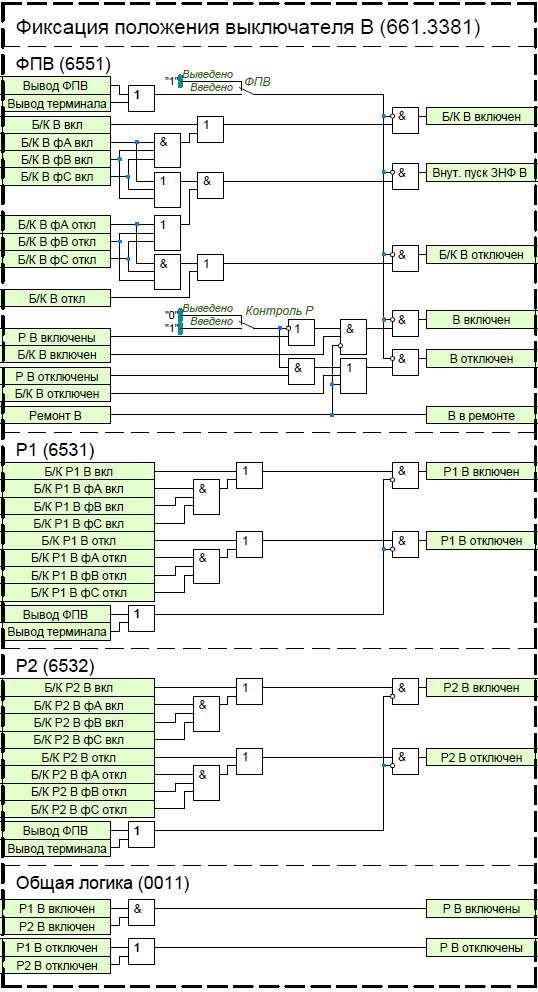 Фиксация положения выключателя В (661.3381)
ФПВ (6551)
Вывод ФПВ
Вывод терминала
1
"1"
Выведено
Введено
ФПВ
Б/К В вкл
Б/К В фА вкл
Б/К В фВ вкл
Б/К В фС вкл
&
1
1
&
&
Б/К В включен
&
Внут. пуск ЗНФ В
Б/К В фА откл
Б/К В фВ откл
Б/К В фС откл
1
&
1
&
Б/К В отключен
Б/К В откл
"0"
"1"
Выведено
Введено
Контроль Р
Р В включены
Б/К В включен
1
&
&
В включен
Р В отключены
Б/К В отключен
&
1
&
В отключен
Ремонт В
В в ремонте
Р1 (6531)
Б/К Р1 В вкл
Б/К Р1 В фА вкл
Б/К Р1 В фВ вкл
Б/К Р1 В фС вкл
&
1
&
Р1 В включен
Б/К Р1 В откл
Б/К Р1 В фА откл
Б/К Р1 В фВ откл
Б/К Р1 В фС откл
&
1
&
Р1 В отключен
Вывод ФПВ
Вывод терминала
1
Р2 (6532)
Б/К Р2 В вкл
Б/К Р2 В фА вкл
Б/К Р2 В фВ вкл
Б/К Р2 В фС вкл
&
1
&
Р2 В включен
Б/К Р2 В откл
Б/К Р2 В фА откл
Б/К Р2 В фВ откл
Б/К Р2 В фС откл
&
1
&
Р2 В отключен
Вывод ФПВ
Вывод терминала
1
Общая логика (0011)
Р1 В включен
Р2 В включен
&
Р В включены
Р1 В отключен
Р2 В отключен
1
Р В отключены